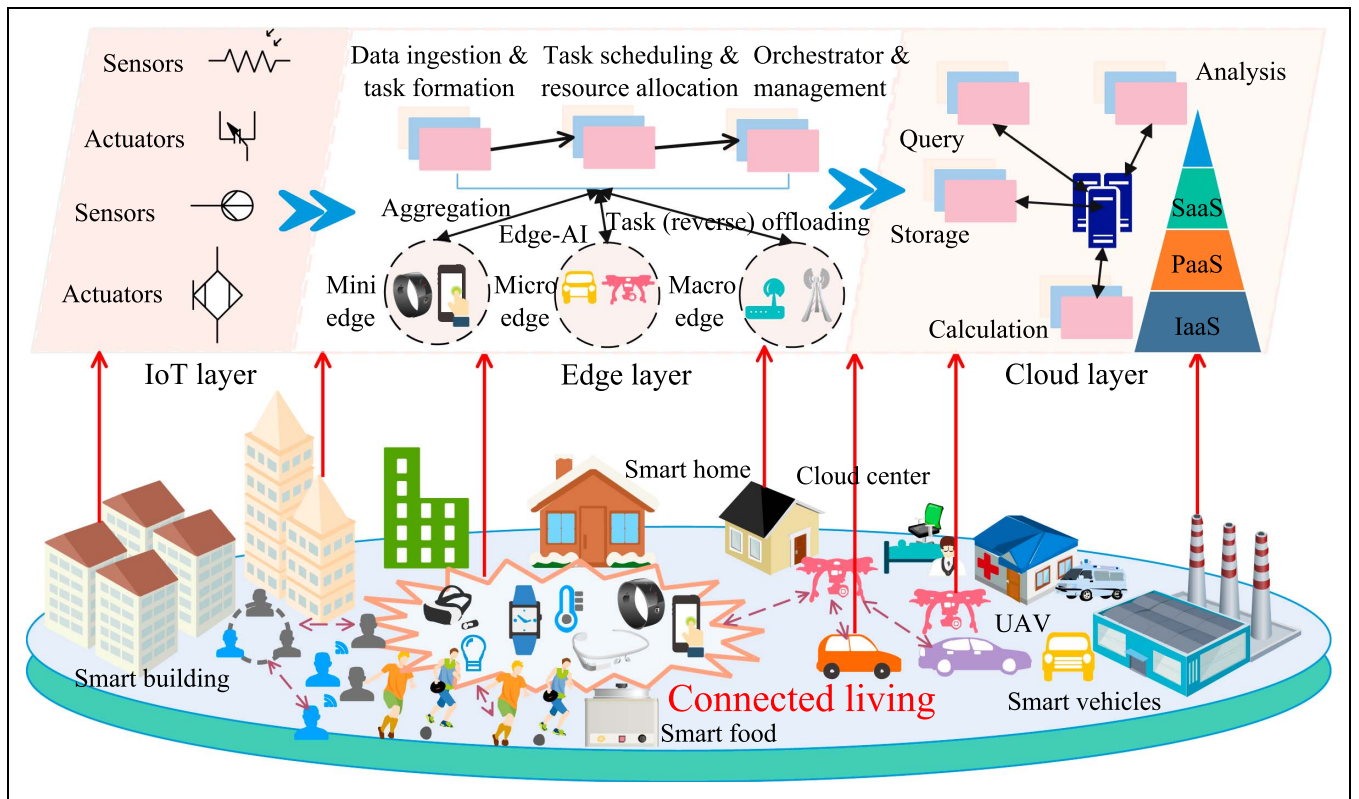 Sensors
Actuators
Sensors
Actuators
IoT layer
Data ingestion &
task formation
Task scheduling &
resource allocation
Orchestrator &
management
Aggregation
Edge-AI
Task (reverse) offloading
Mini
edge
Micro
edge
Macro
edge
Edge layer
Query
Analysis
Storage
Calculation
SaaS
PaaS
IaaS
Cloud layer
Smart home
Cloud center
UAV
Smart building
Connected living
Smart vehicles
Smart food